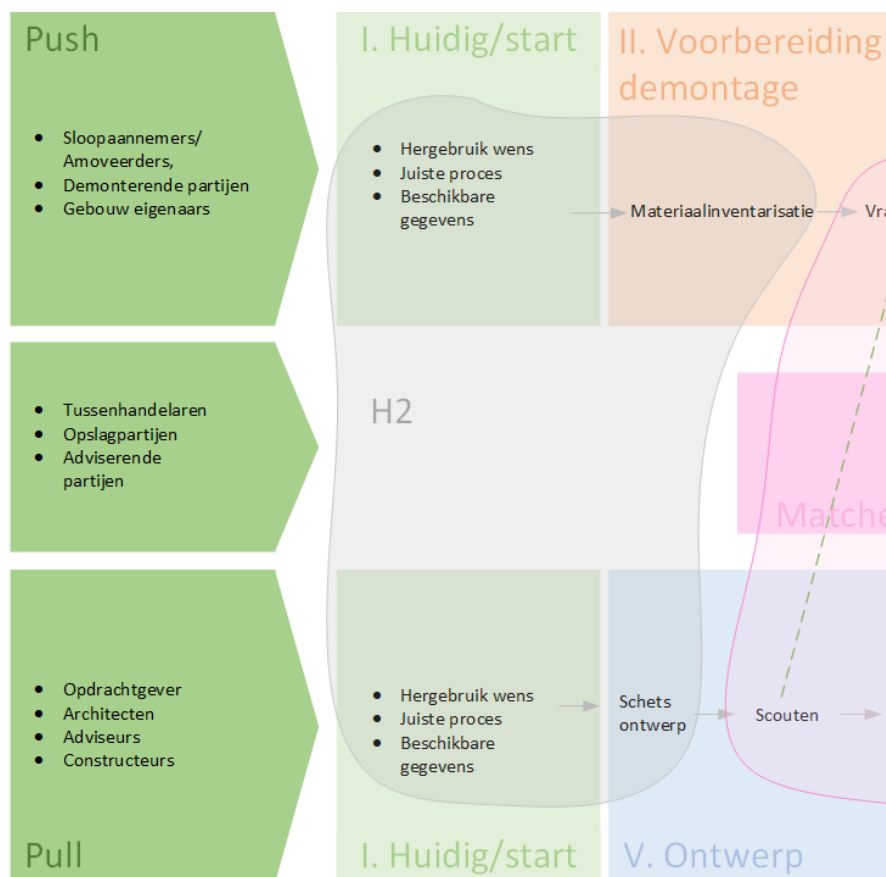 Push
• Sloopaannemers/
Amoveerders,
• Demonterende partijen
• Gebouw eigenaars
I. Huidig/start
• Hergebruik wens
• Juiste proces
• Beschikbare
gegevens
II. Voorbereiding
demontage
Materiaalinventarisatie
Vra
• Tussenhandelaren
• Opslagpartijen
• Adviserende
partijen
H2
Matche
• Opdrachtgever
• Architecten
• Adviseurs
• Constructeurs
Pull
• Hergebruik wens
• Juiste proces
• Beschikbare
gegevens
I. Huidig/start
Schets
ontwerp
Scouten
V. Ontwerp